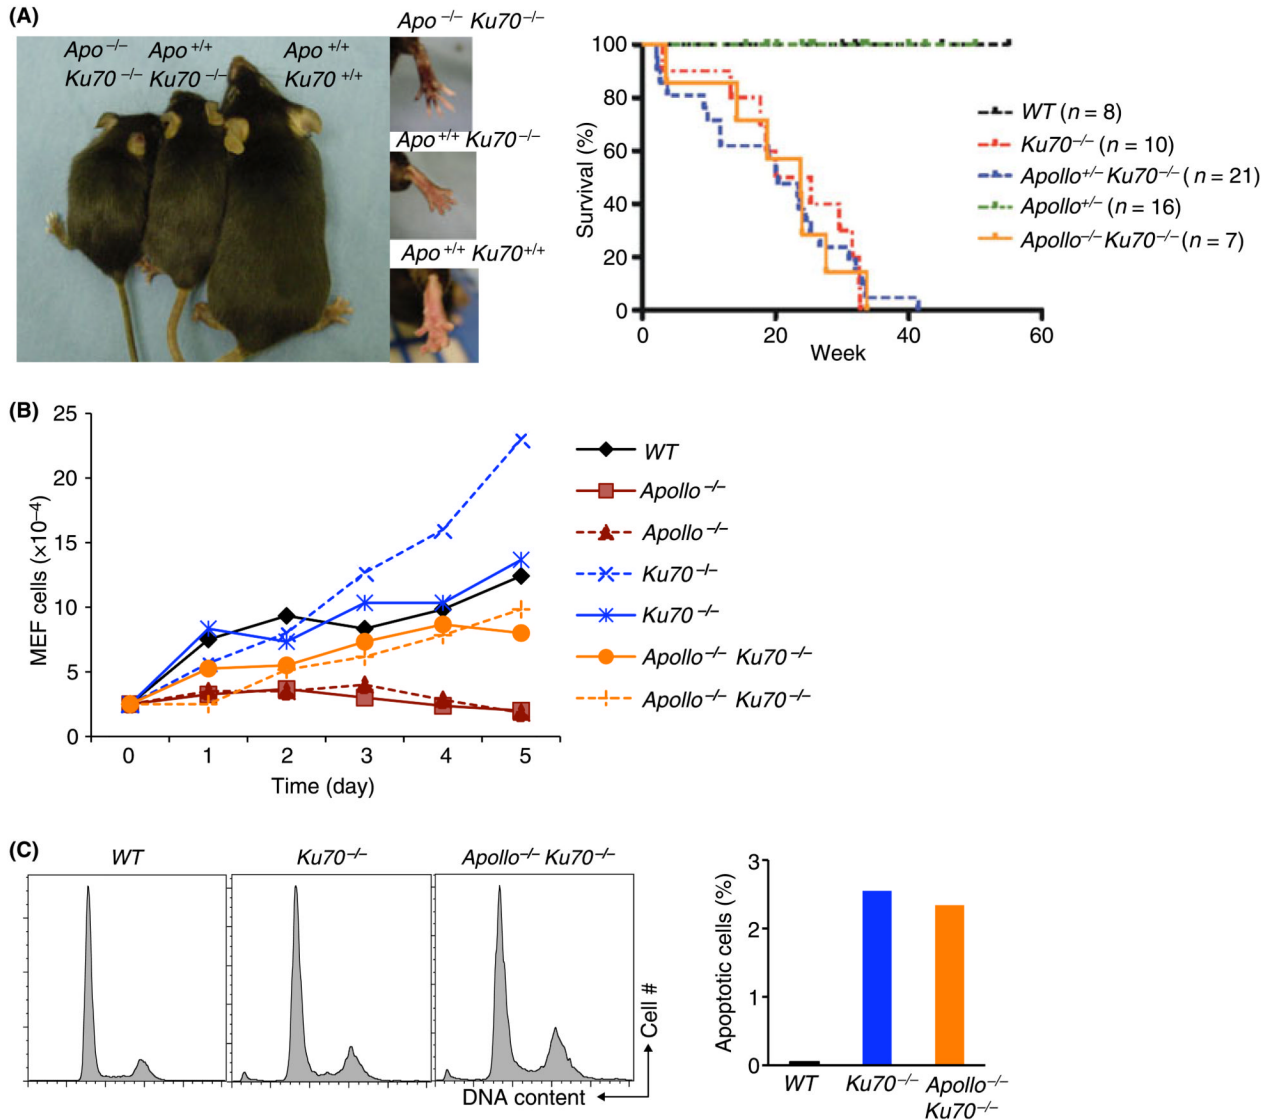 (A)
Apo –/– Apo +/+ Apo +/+
Ku70 –/– Ku70 –/– Ku70 +/+
Apo –/– Ku70–/–
Apo+/+ Ku70–/–
Apo+/+ Ku70+/+
Survival (%)
100
80
60
40
20
0
0 20 40 60
Week
WT (n = 8)
Ku70–/– (n = 10)
Apollo+/– Ku70–/– ( n = 21)
Apollo+/– (n = 16)
Apollo–/– Ku70–/– (n = 7)
(B)
MEF cells (×10–4)
25
20
15
10
5
0
0 1 2 3 4 5
Time (day)
WT
Apollo–/–
Apollo–/–
Ku70–/–
Ku70–/–
Apollo–/– Ku70–/–
Apollo–/– Ku70–/–
(C)
WT Ku70–/– Apollo–/– Ku70–/–
Cell #
DNA content
Apoptotic cells (%)
3
2
1
0
WT Ku70–/– Apollo–/–
Ku70–/–